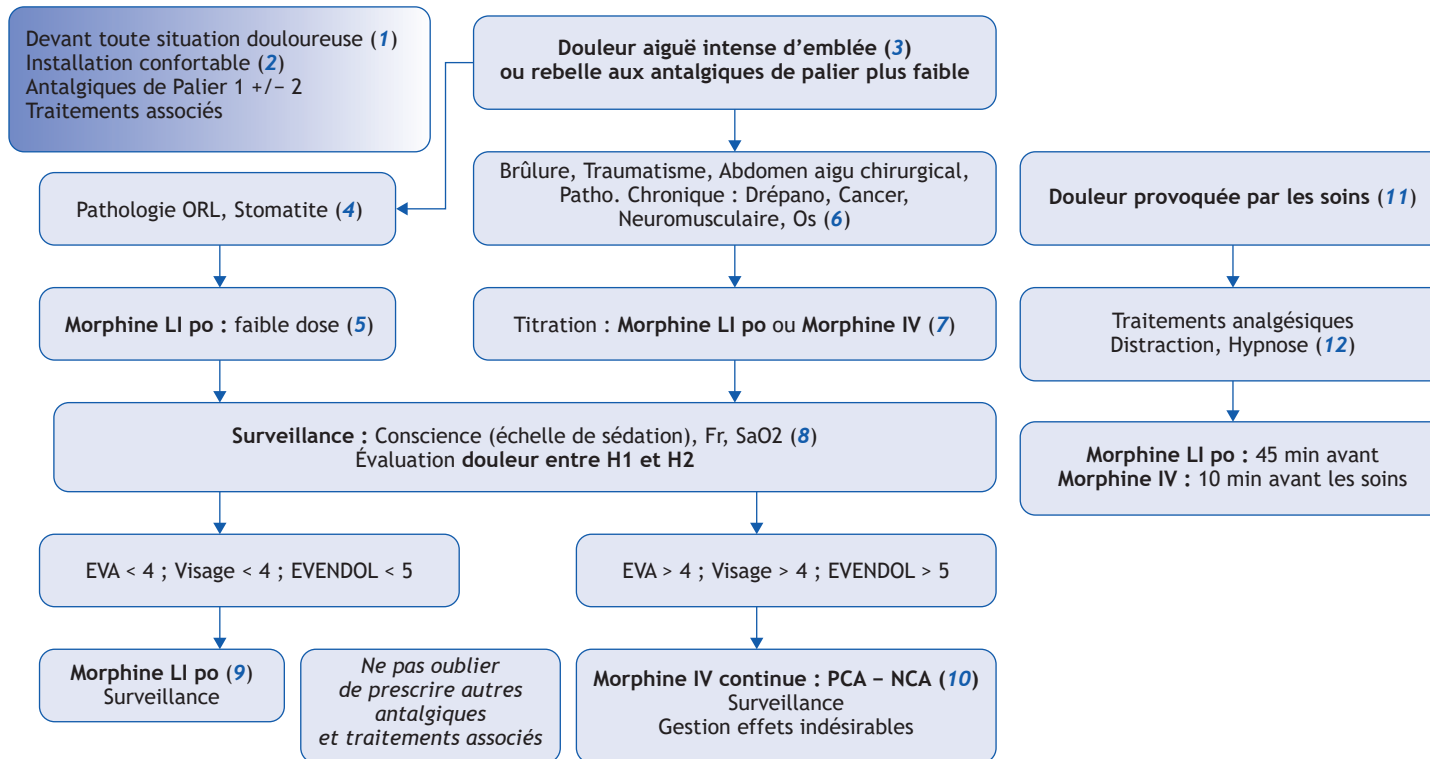 Devant toute situation douloureuse (1)
Installation confortable (2)
Antalgiques de Palier 1 +/− 2
Traitements associés
Douleur aiguë intense d’emblée (3)
ou rebelle aux antalgiques de palier plus faible
Pathologie ORL, Stomatite (4)
Brûlure, Traumatisme, Abdomen aigu chirurgical,
Patho. Chronique : Drépano, Cancer,
Neuromusculaire, Os (6)
Douleur provoquée par les soins (11)
Morphine LI po : faible dose (5)
Titration : Morphine LI po ou Morphine IV (7)
Traitements analgésiques
Distraction, Hypnose (12)
Surveillance : Conscience (échelle de sédation), Fr, SaO2 (8)
Évaluation douleur entre H1 et H2
Morphine LI po : 45 min avant
Morphine IV : 10 min avant les soins
EVA < 4 ; Visage < 4 ; EVENDOL < 5
EVA > 4 ; Visage > 4 ; EVENDOL > 5
Morphine LI po (9)
Surveillance
Ne pas oublier
de prescrire autres
antalgiques
et traitements associés
Morphine IV continue : PCA − NCA (10)
Surveillance
Gestion effets indésirables